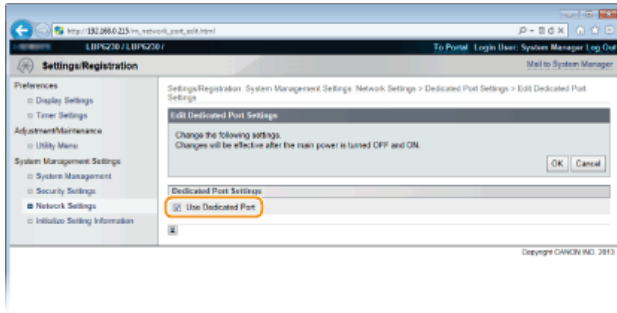 http://192.168.0.215/m_network_port_edit.html
LBP6230 / LBP6230 /
To Portal Login User: System Manager Log Out
Settings/Registration
Mail to System Manager
Preferences
Display Settings
Timer Settings
Adjustment/Maintenance
Utility Menu
System Management Settings
System Management
Security Settings
Network Settings
Initialize Setting Information
Settings/Registration: System Management Settings: Network Settings > Dedicated Port Settings > Edit Dedicated Port
Settings
Edit Dedicated Port Settings
Change the following settings.
Changes will be effective after the main power is turned OFF and ON.
OK Cancel
Dedicated Port Settings
Use Dedicated Port
Copyright CANON INC. 2013